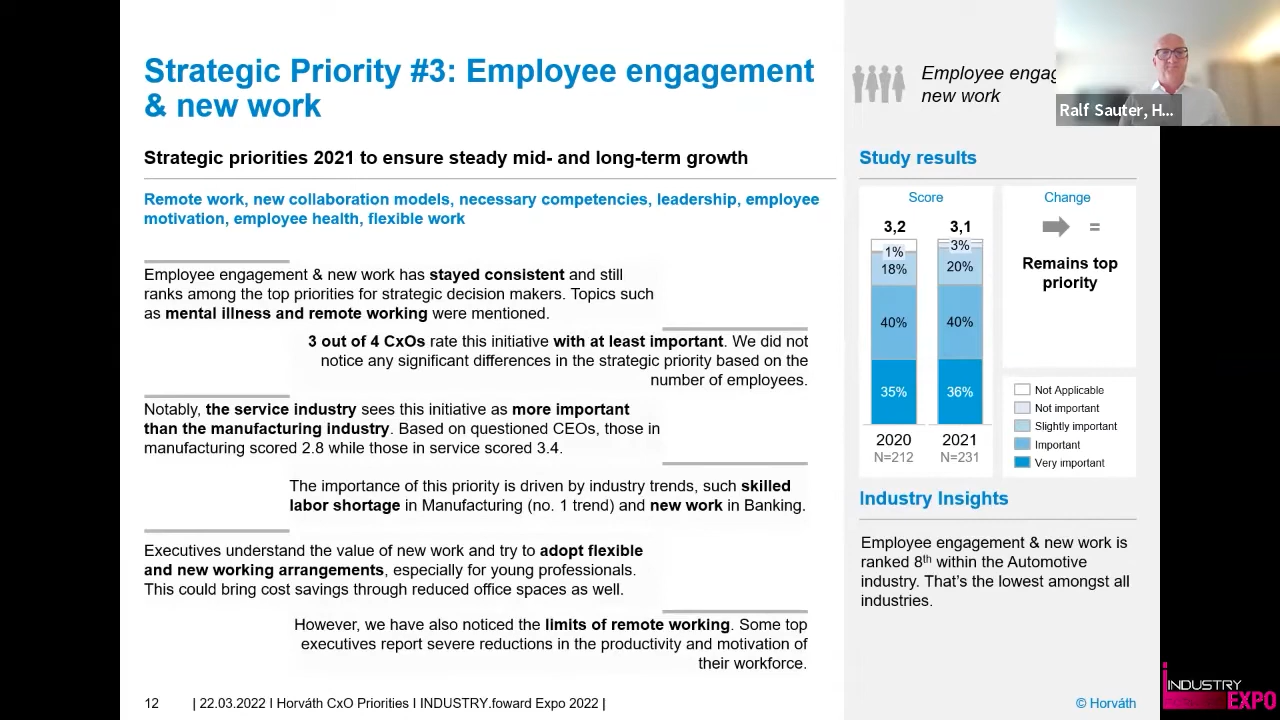 Strategic Priority #3: Employee engagement
& new work
Strategic priorities 2021 to ensure steady mid- and long-term growth
Remote work, new collaboration models, necessary competencies, leadership, employee
motivation, employee health, flexible work
Employee engagement & new work has stayed consistent and still
ranks among the top priorities for strategic decision makers. Topics such
as mental illness and remote working were mentioned.
3 out of 4 CxOs rate this initiative with at least important. We did not
notice any significant differences in the strategic priority based on the
number of employees.
Notably, the service industry sees this initiative as more important
than the manufacturing industry. Based on questioned CEOs, those in
manufacturing scored 2.8 while those in service scored 3.4.
The importance of this priority is driven by industry trends, such skilled
labor shortage in Manufacturing (no. 1 trend) and new work in Banking.
Executives understand the value of new work and try to adopt flexible
and new working arrangements, especially for young professionals.
This could bring cost savings through reduced office spaces as well.
However, we have also noticed the limits of remote working. Some top
executives report severe reductions in the productivity and motivation of
their workforce.
Employee engag
new work
Ralf Sauter, H...
Study results
Score
3,2
3,1
1%
3%
18%
20%
40%
40%
35%
36%
2020
2021
N=212
N=231
Change
=
Remains top
priority
Not Applicable
Not important
Slightly important
Important
Very important
Industry Insights
Employee engagement & new work is
ranked 8th within the Automotive
industry. That's the lowest amongst all
industries.
12 | 22.03.2022 I Horváth CxO Priorities I INDUSTRY.foward Expo 2022 |
© Horváth
INDUSTRY
EXPO